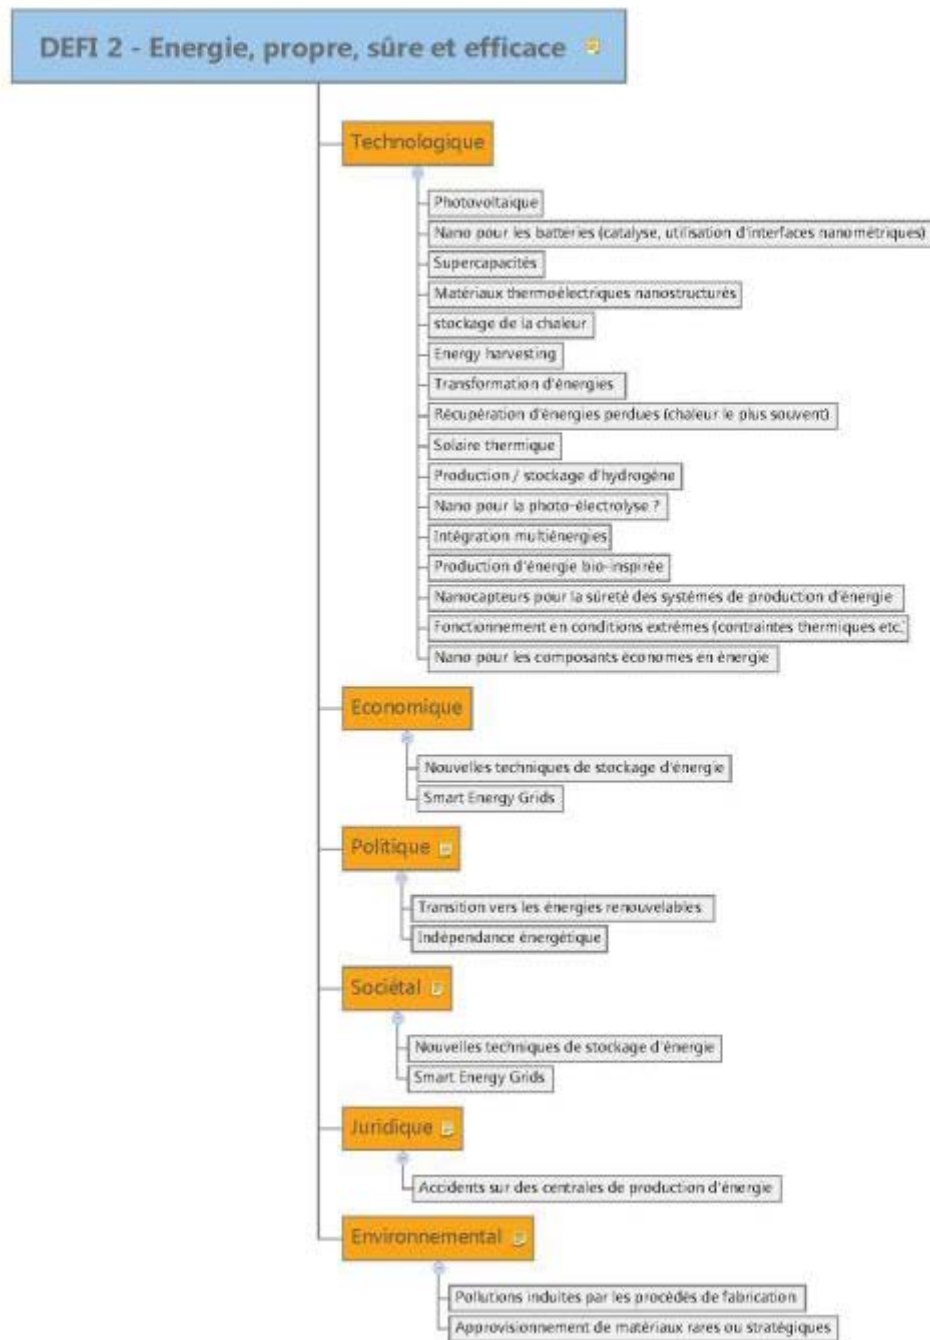 DEFI 2 - Energie, propre, sûre et efficace
Technologique
Photovoltaïque
Nano pour les batteries (catalyse, utilisation d'interfaces nanométriques)
Supercapacités
Matériaux thermoélectriques nanostructurés
stockage de la chaleur
Energy harvesting
Transformation d'énergies
Récupération d'énergies perdues (chaleur le plus souvent)
Solaire thermique
Production / stockage d'hydrogène
Nano pour la photo-électrolyse ?
Intégration multiénergies
Production d'énergie bio-inspirée
Nanocapteurs pour la sûreté des systèmes de production d'énergie
Fonctionnement en conditions extrêmes (contraintes thermiques etc.)
Nano pour les composants économes en énergie
Economique
Nouvelles techniques de stockage d'énergie
Smart Energy Grids
Politique
Transition vers les énergies renouvelables
Indépendance énergétique
Sociétal
Nouvelles techniques de stockage d'énergie
Smart Energy Grids
Juridique
Accidents sur des centrales de production d'énergie
Environnemental
Pollutions induites par les procédés de fabrication
Approvisionnement de matériaux rares ou stratégiques